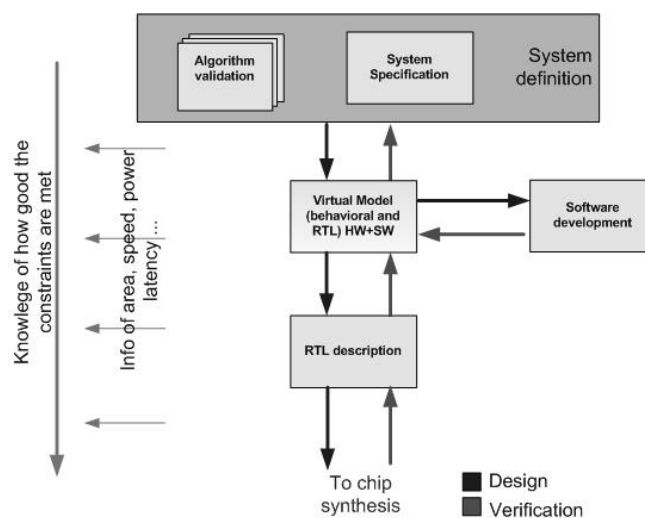 Algorithm
validation
System
Specification
System
definition
Knowlege of how good the
constraints are met
Info of area, speed, power
latency ...
Virtual Model
(behavioral and
RTL) HW+SW
Software
development
RTL description
To chip
synthesis
Design
Verification